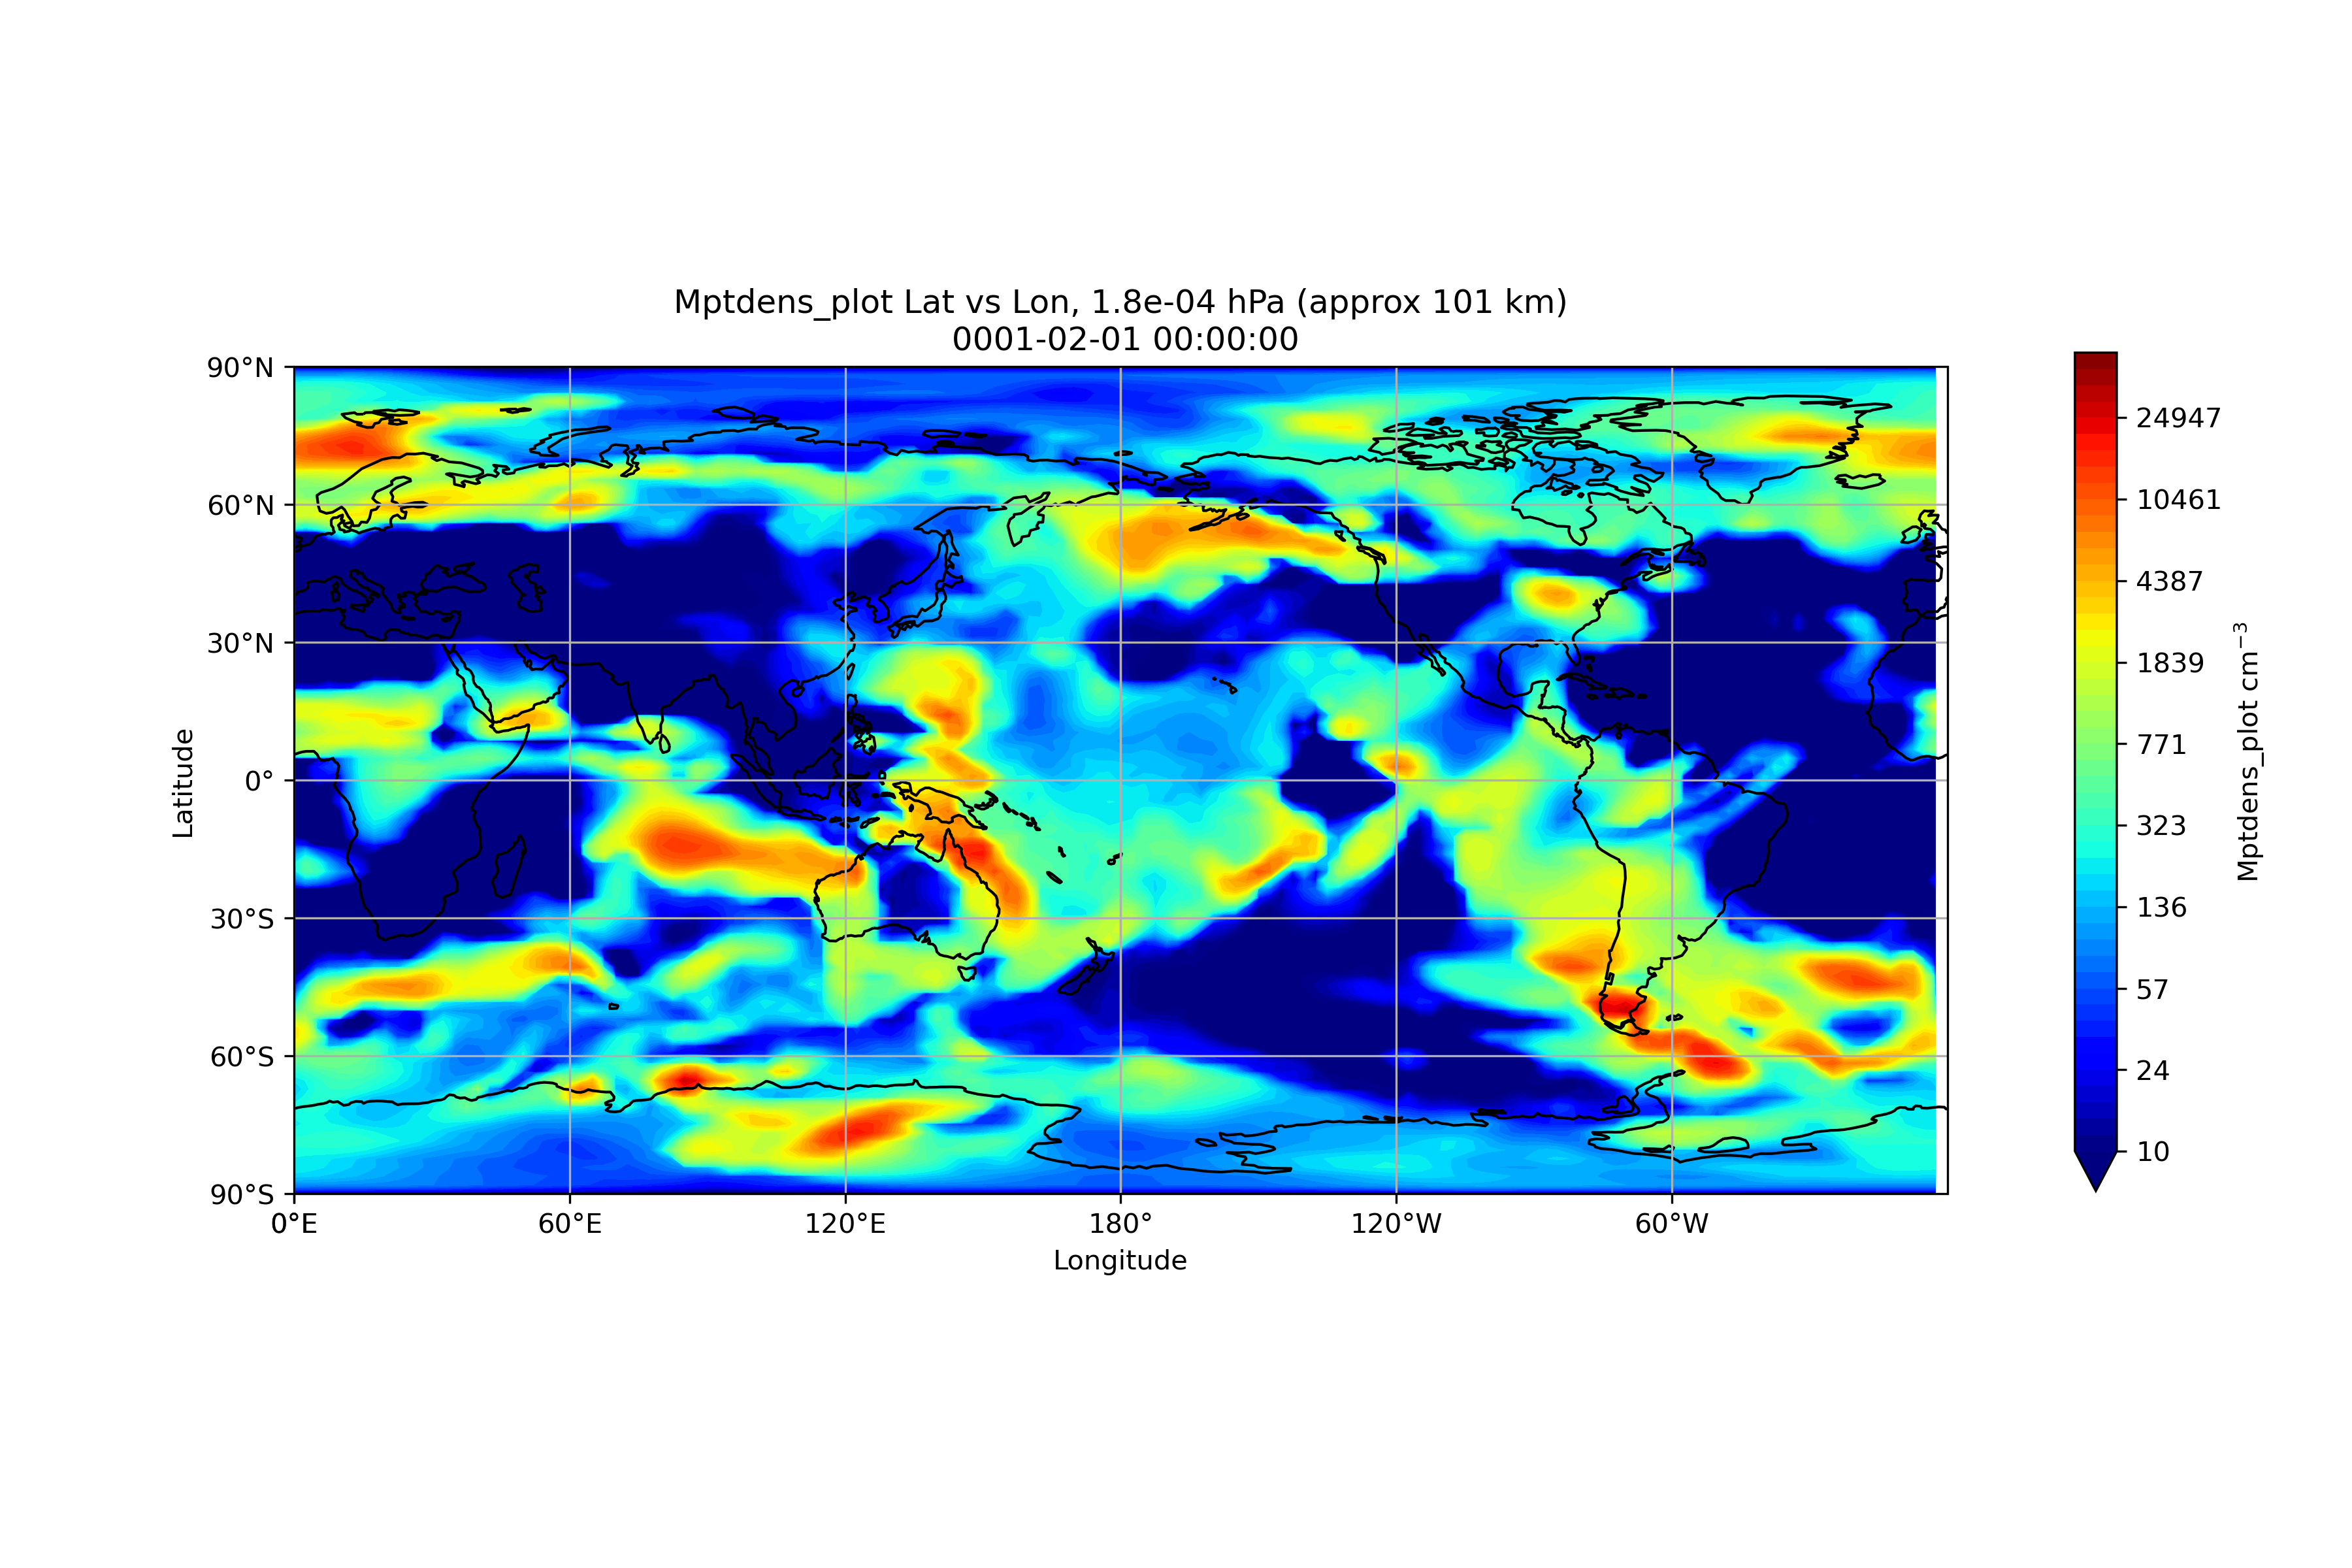 Mptdens_plot Lat vs Lon, 1.8e-04 hPa (approx 101 km)
0001-02-01 00:00:00
90°N
60°N
30°N
0°
30°S
60°S
90°S
Latitude
0°E
60°E
120°E
180°
120°W
60°W
Longitude
24947
10461
4387
1839
771
323
136
57
24
10
Mptdens_plot cm⁻³